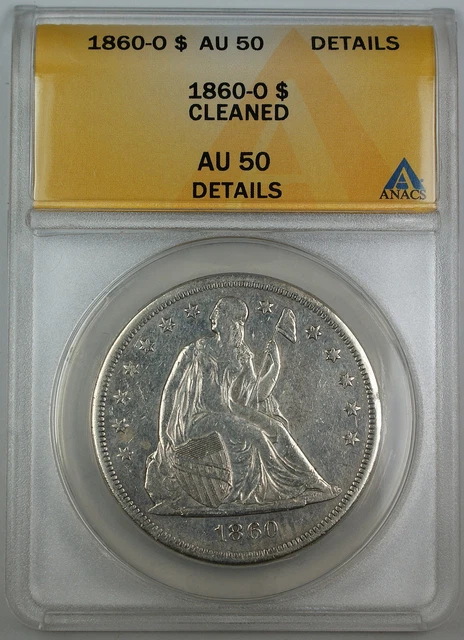 1860-O $ AU 50 DETAILS
1860-O $
CLEANED
AU 50
DETAILS
ANACS
1860